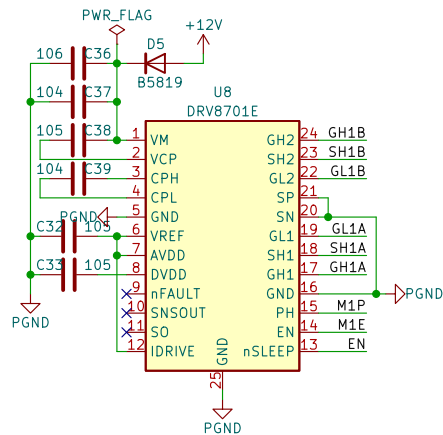 PWR_FLAG
+12V
106 C36
D5
B5819
104 C37
U8
DRV8701E
105 C38
104 C39
PGND
C32 105
C33 105
PGND
1 VM
2 VCP
3 CPH
4 CPL
5 GND
6 VREF
7 AVDD
8 DVDD
9 nFAULT
10 SNSOUT
11 SO
12 IDRIVE
GND
25
PGND
GH2 24 GH1B
SH2 23 SH1B
GL2 22 GL1B
SP 21
SN 20
GL1 19 GL1A
SH1 18 SH1A
GH1 17 GH1A
GND 16
PGND
PH 15 M1P
EN 14 M1E
nSLEEP 13 EN